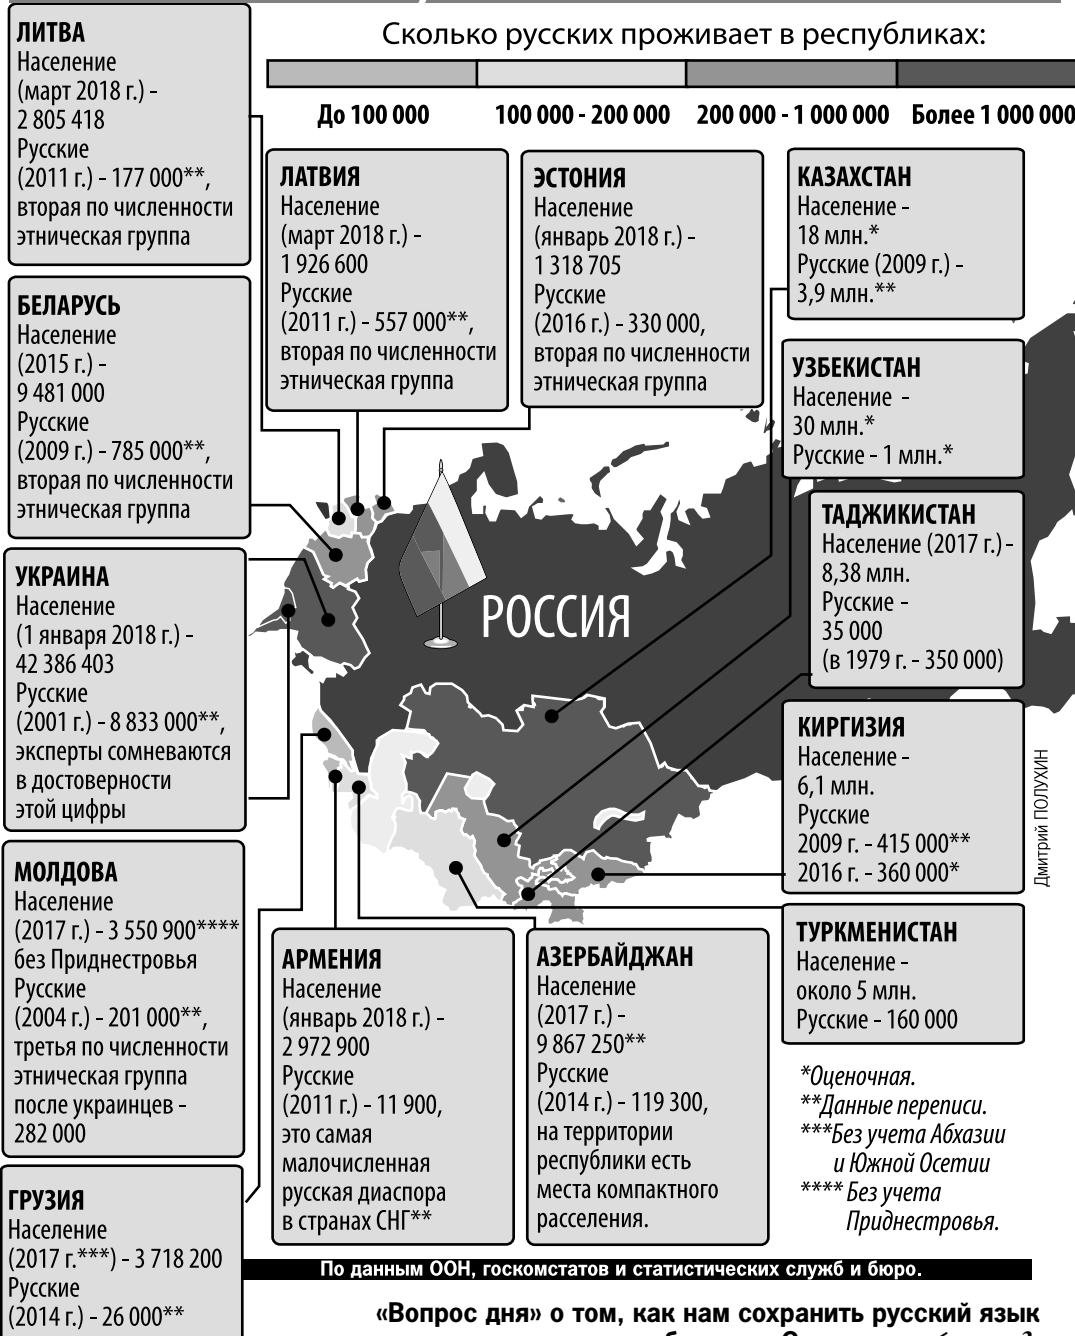 Сколько русских проживает в республиках:
До 100 000
100 000 - 200 000
200 000 - 1 000 000
Более 1 000 000
ЛИТВА
Население
(март 2018 г.) -
2 805 418
Русские
(2011 г.) - 177 000**,
вторая по численности
этническая группа
ЛАТВИЯ
Население
(март 2018 г.) -
1 926 600
Русские
(2011 г.) - 557 000**,
вторая по численности
этническая группа
ЭСТОНИЯ
Население
(январь 2018 г.) -
1 318 705
Русские
(2016 г.) - 330 000,
вторая по численности
этническая группа
КАЗАХСТАН
Население -
18 млн.*
Русские (2009 г.) -
3,9 млн.**
БЕЛАРУСЬ
Население
(2015 г.) -
9 481 000
Русские
(2009 г.) - 785 000**,
вторая по численности
этническая группа
УЗБЕКИСТАН
Население -
30 млн.*
Русские - 1 млн.*
ТАДЖИКИСТАН
Население (2017 г.) -
8,38 млн.
Русские -
35 000
(в 1979 г. - 350 000)
УКРАИНА
Население
(1 января 2018 г.) -
42 386 403
Русские
(2001 г.) - 8 833 000**,
эксперты сомневаются
в достоверности
этой цифры
РОССИЯ
КИРГИЗИЯ
Население -
6,1 млн.
Русские
2009 г. - 415 000**
2016 г. - 360 000*
Дмитрий ПОЛУХИН
МОЛДОВА
Население
(2017 г.) - 3 550 900****
без Приднестровья
Русские
(2004 г.) - 201 000**,
третья по численности
этническая группа
после украинцев -
282 000
АРМЕНИЯ
Население
(январь 2018 г.) -
2 972 900
Русские
(2011 г.) - 11 900,
это самая
малочисленная
русская диаспора
в странах СНГ**
АЗЕРБАЙДЖАН
Население
(2017 г.) -
9 867 250**
Русские
(2014 г.) - 119 300,
на территории
республики есть
места компактного
расселения.
ТУРКМЕНИСТАН
Население -
около 5 млн.
Русские - 160 000
*Оценочная.
**Данные переписи.
***Без учета Абхазии
и Южной Осетии
**** Без учета
Приднестровья.
ГРУЗИЯ
Население
(2017 г.***) - 3 718 200
Русские
(2014 г.) - 26 000**
По данным ООН, госкомстатов и статистических служб и бюро.
«Вопрос дня» о том, как нам сохранить русский язык